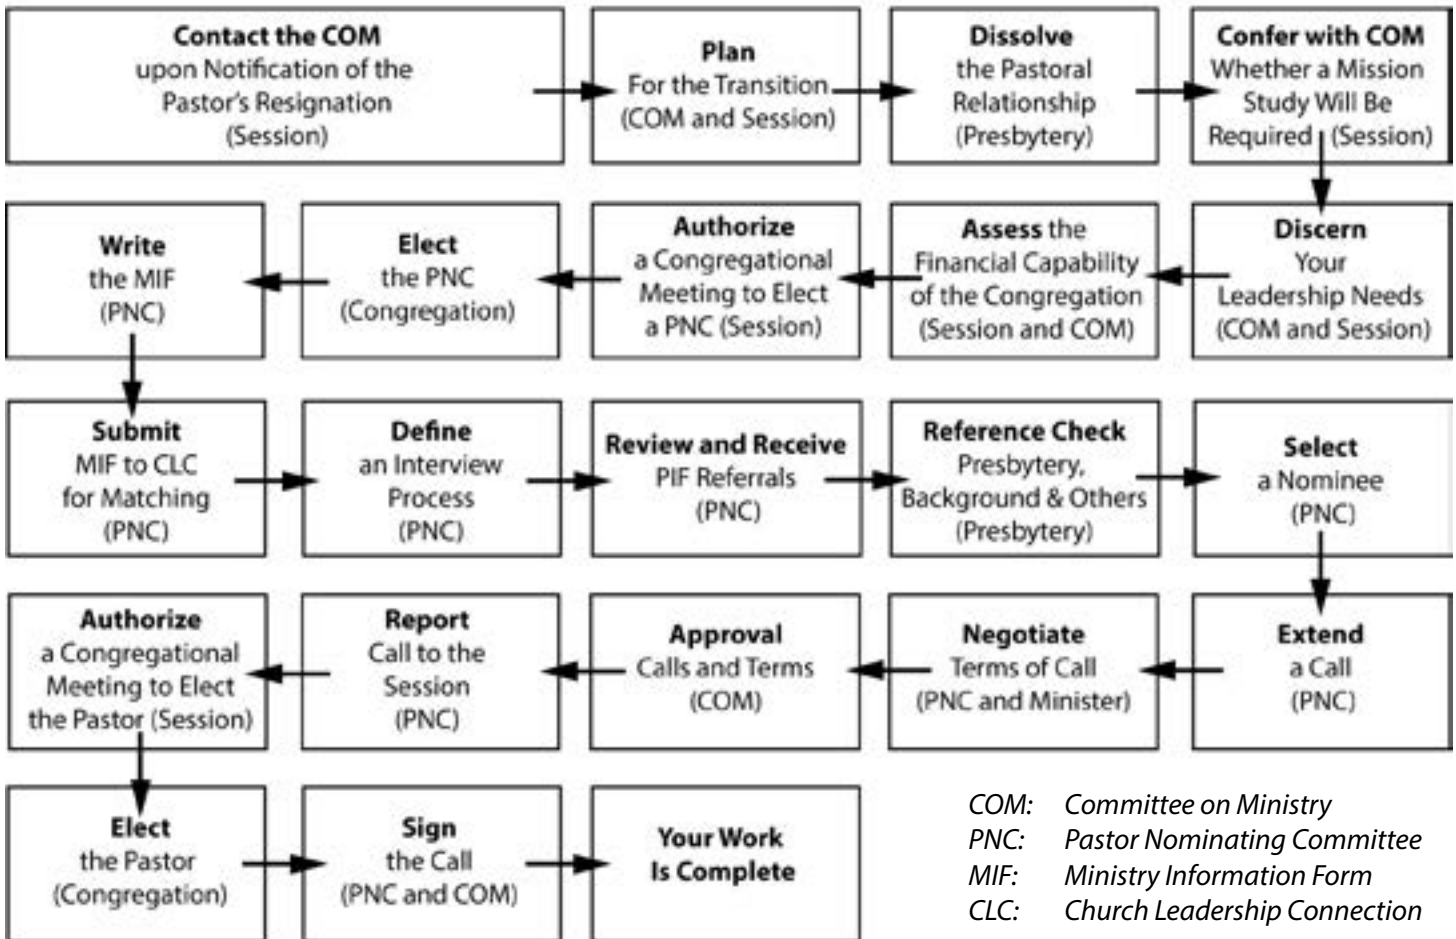 Contact the COM
upon Notification of the
Pastor's Resignation
(Session)
Plan
For the Transition
(COM and Session)
Dissolve
the Pastoral
Relationship
(Presbytery)
Confer with COM
Whether a Mission
Study Will Be
Required (Session)
Discern
Your
Leadership Needs
(COM and Session)
Assess the
Financial Capability
of the Congregation
(Session and COM)
Authorize
a Congregational
Meeting to Elect
a PNC (Session)
Elect
the PNC
(Congregation)
Write
the MIF
(PNC)
Submit
MIF to CLC
for Matching
(PNC)
Define
an Interview
Process
(PNC)
Review and Receive
PIF Referrals
(PNC)
Reference Check
Presbytery,
Background & Others
(Presbytery)
Select
a Nominee
(PNC)
Extend
a Call
(PNC)
Negotiate
Terms of Call
(PNC and Minister)
Approval
Calls and Terms
(COM)
Report
Call to the
Session
(PNC)
Authorize
a Congregational
Meeting to Elect
the Pastor (Session)
Elect
the Pastor
(Congregation)
Sign
the Call
(PNC and COM)
Your Work
Is Complete
COM: Committee on Ministry
PNC: Pastor Nominating Committee
MIF: Ministry Information Form
CLC: Church Leadership Connection